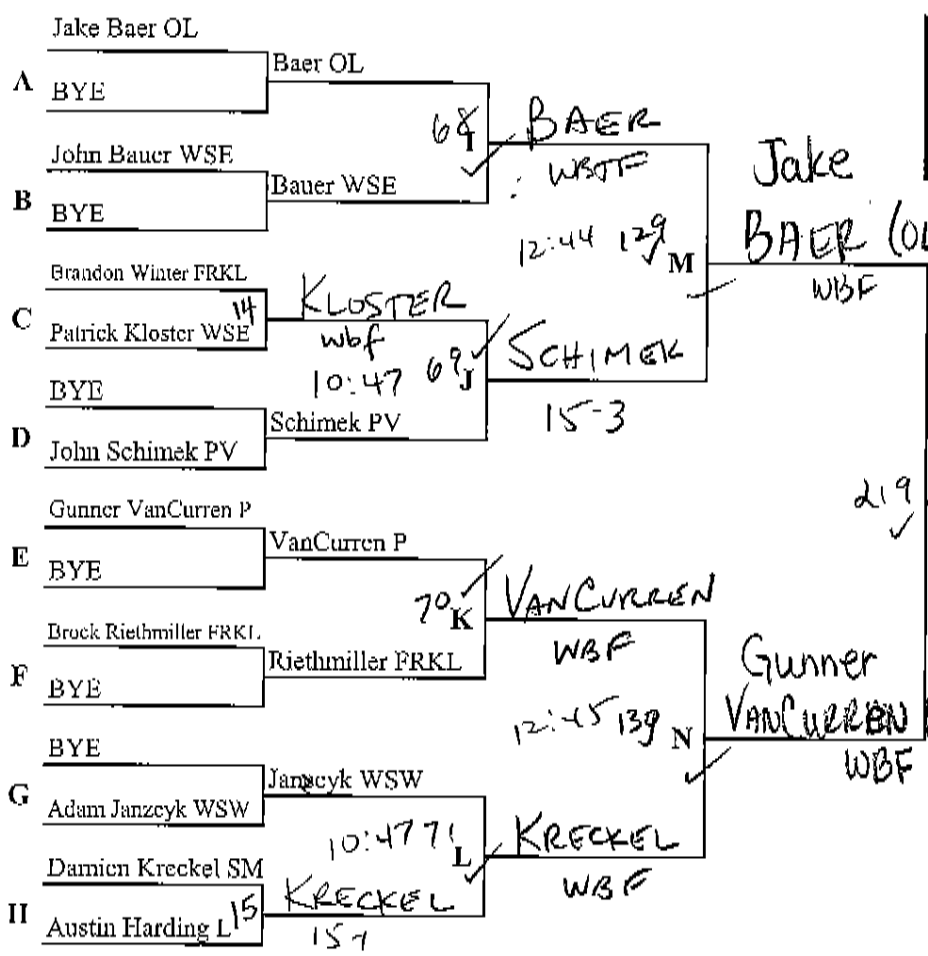 Jake Baer OL
A
BYE
Baer OL
John Bauer WSE
B
BYE
Bauer WSE
Brandon Winter FRKL
C
Patrick Kloster WSE
14
KLOSTER
wbf
10:47
BYE
D
John Schimek PV
Schimek PV
Gunner VanCurren P
E
BYE
VanCurren P
Brock Riethmiller FRKL
F
BYE
Riethmiller FRKL
BYE
G
Adam Janzcyk WSW
Janzcyk WSW
Damien Kreckel SM
H
Austin Harding L
15
KRECKEL
68
I
BAER
69
J
SCHIMEK
15-3
70
K
VANCURREN
WBF
10:47 71
L
KRECKEL
WBF
12:44 129
M
Jake
BAER (OL
WBF
12:45 139
N
Gunner
VANCURREN
WBF
219